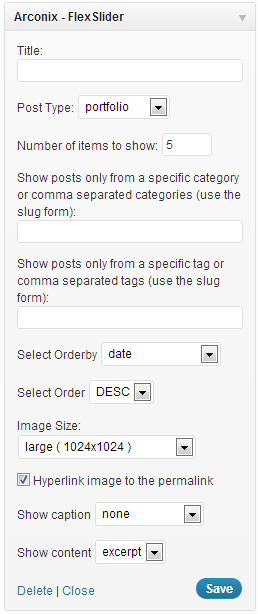 Arconix - FlexSlider
Title:
Post Type: portfolio
Number of items to show: 5
Show posts only from a specific category
or comma separated categories (use the
slug form):
Show posts only from a specific tag or
comma separated tags (use the slug
form):
Select Orderby date
Select Order DESC
Image Size:
large ( 1024x1024 )
Hyperlink image to the permalink
Show caption none
Show content excerpt
Delete | Close Save